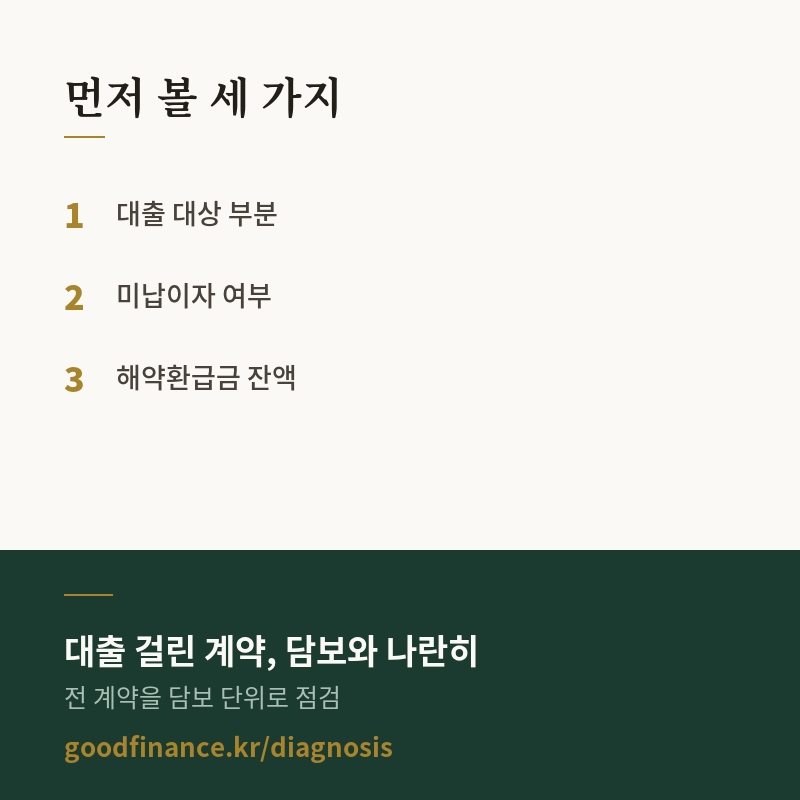 먼저 볼 세 가지
1 대출 대상 부분
2 미납이자 여부
3 해약환급금 잔액
대출 걸린 계약, 담보와 나란히
전 계약을 담보 단위로 점검
goodfinance.kr/diagnosis